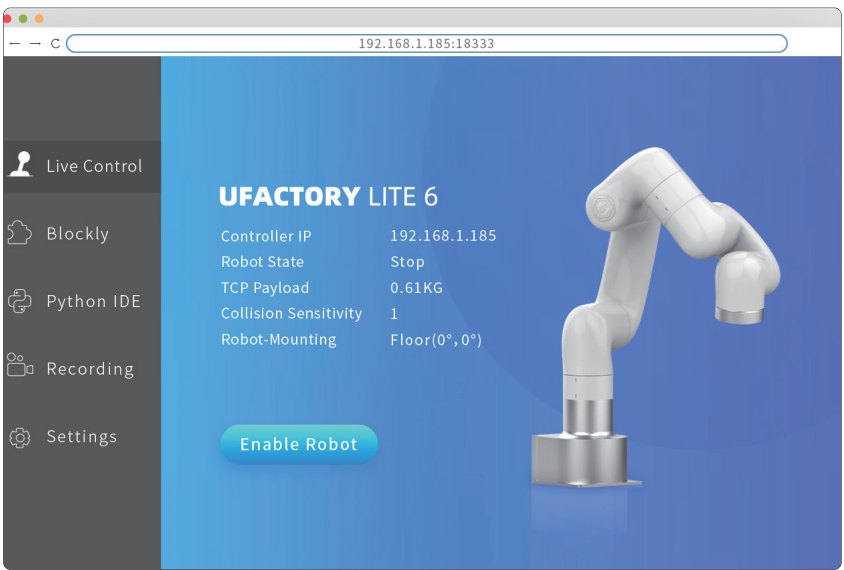 192.168.1.185:18333
Live Control
Blockly
Python IDE
Recording
Settings
UFACTORY LITE 6
Controller IP 192.168.1.185
Robot State Stop
TCP Payload 0.61KG
Collision Sensitivity 1
Robot-Mounting Floor(0°,0°)
Enable Robot